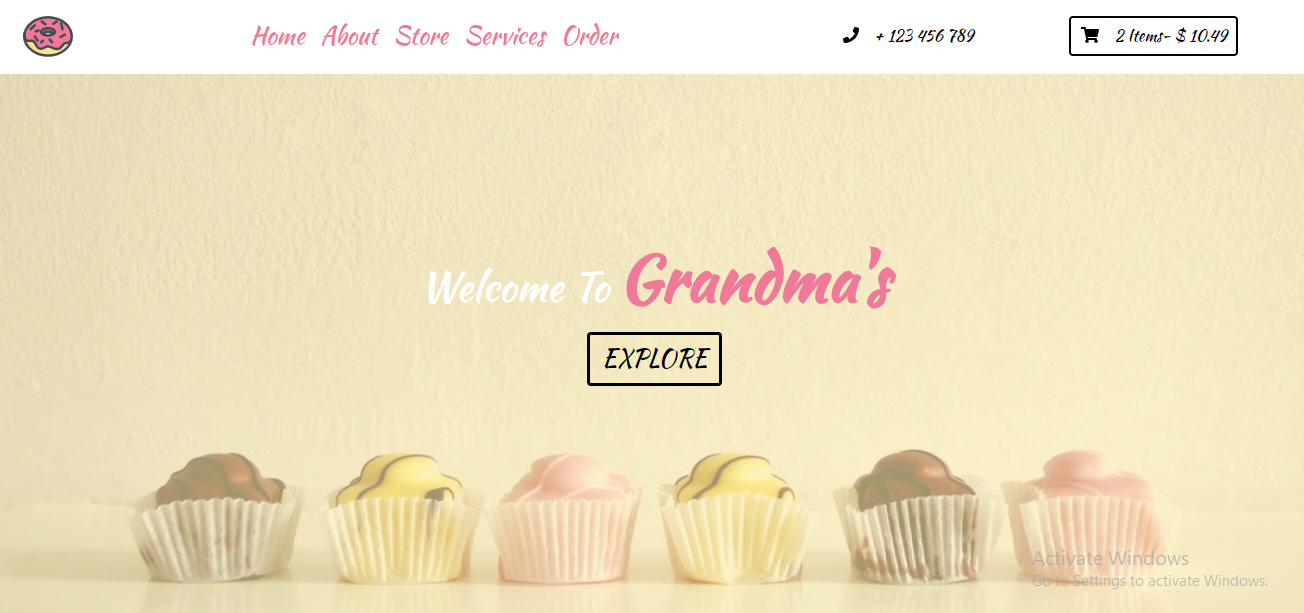 Home About Store Services Order + 123 456 789 2 Items- $ 10.49
Welcome To Grandma's
EXPLORE
Activate Windows
Go to Settings to activate Windows.